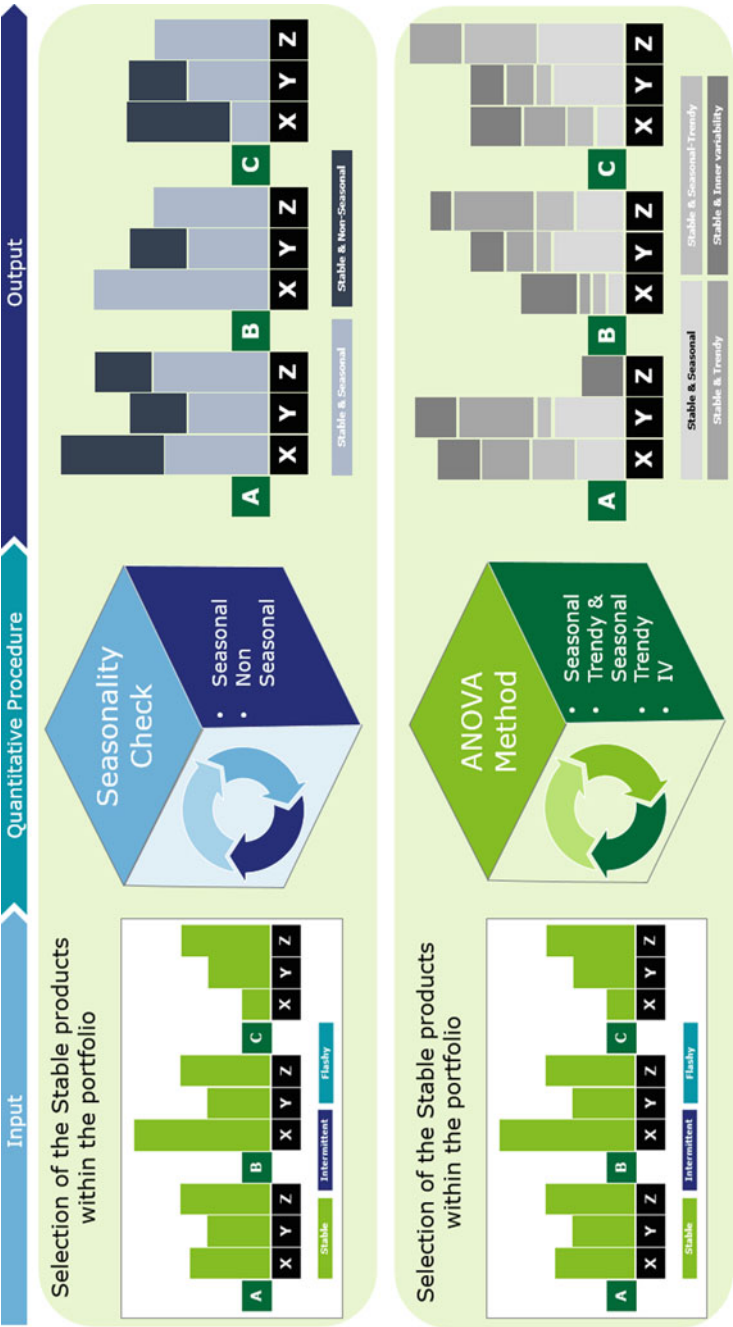 Input
Quantitative Procedure
Output
Selection of the Stable products
within the portfolio
A
X Y Z
B
X Y Z
C
X Y Z
Stable
Intermittent
Flashy
Seasonality
Check
• Seasonal
• Non
Seasonal
A
X Y Z
B
X Y Z
C
X Y Z
Stable & Seasonal
Stable & Non-Seasonal
Selection of the Stable products
within the portfolio
A
X Y Z
B
X Y Z
C
X Y Z
Stable
Intermittent
Flashy
ANOVA
Method
• Seasonal
• Trendy &
Seasonal
• Trendy
• IV
A
X Y Z
B
X Y Z
C
X Y Z
Stable & Seasonal
Stable & Seasonal-Trendy
Stable & Trendy
Stable & Inner variability